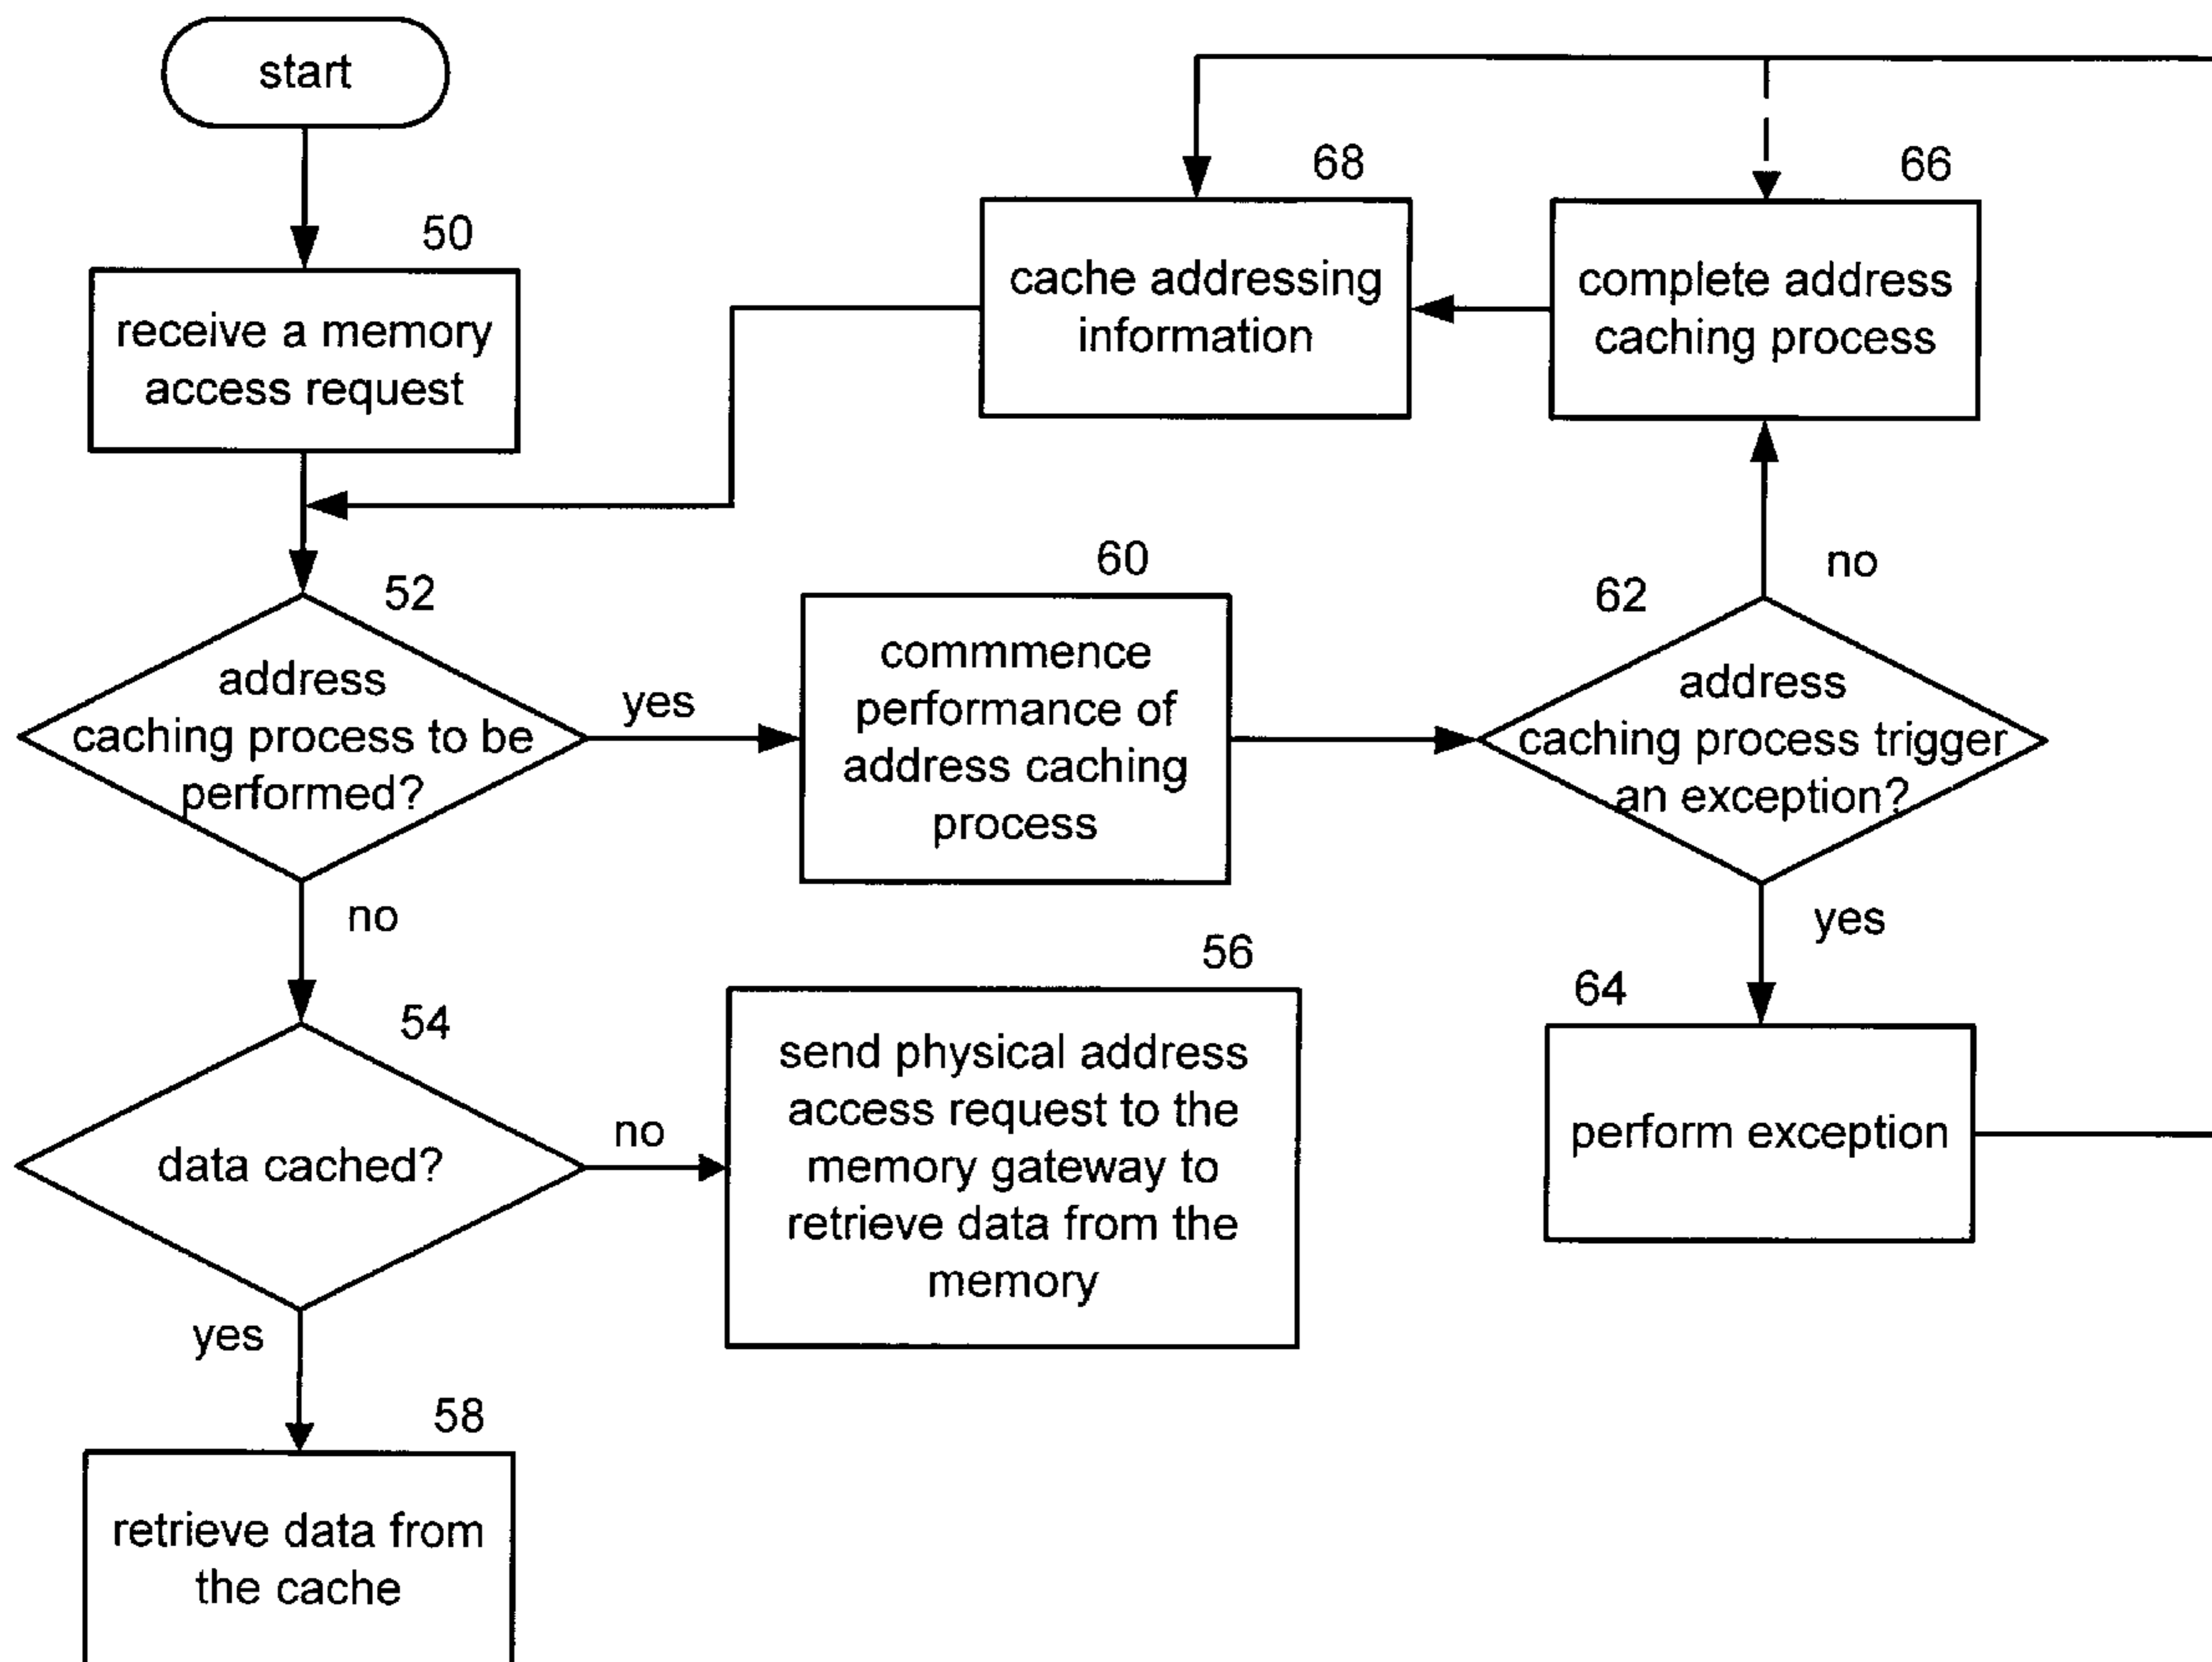 start
50
receive a memory
access request
68
cache addressing
information
66
complete address
caching process
52
address
caching process to be
performed?
yes
no
60
commmence
performance of
address caching
process
62
address
caching process trigger
an exception?
no
yes
54
data cached?
no
yes
56
send physical address
access request to the
memory gateway to
retrieve data from the
memory
64
perform exception
58
retrieve data from
the cache